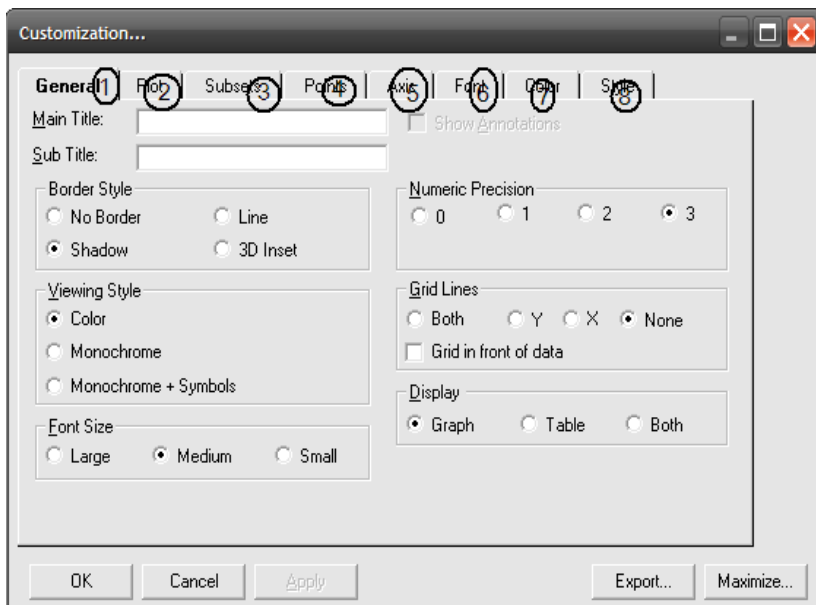 Customization...
General 1 Plot 2 Subsets 3 Points 4 Axis 5 Font 6 Color 7 Style 8
Main Title:
Show Annotations
Sub Title:
Border Style
No Border Line
Shadow 3D Inset
Numeric Precision
0 1 2 3
Viewing Style
Color
Monochrome
Monochrome + Symbols
Grid Lines
Both Y X None
Grid in front of data
Font Size
Large Medium Small
Display
Graph Table Both
OK Cancel Apply Export... Maximize...